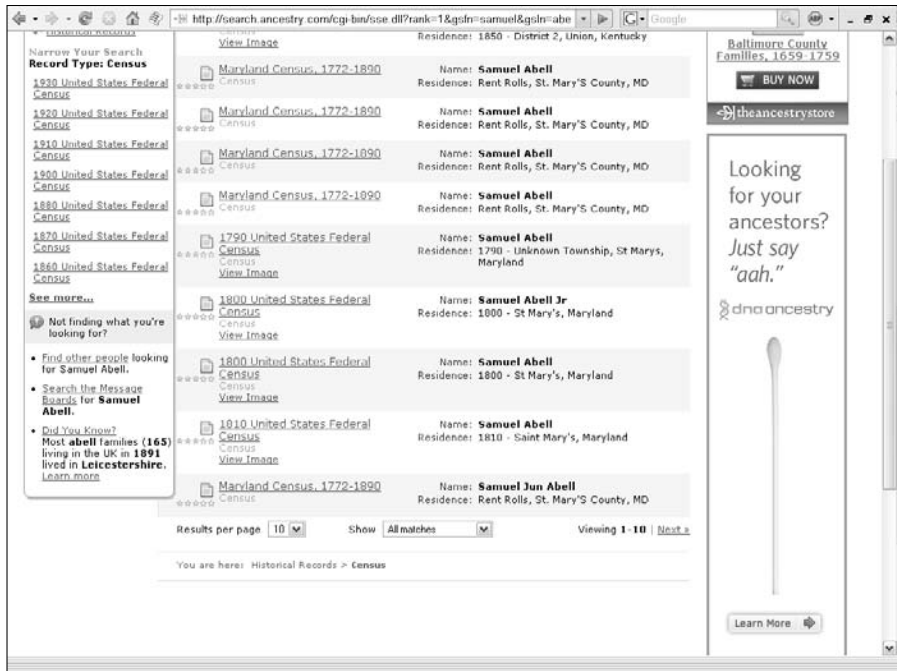 http://search.ancestry.com/cgi-bin/sse.dll?rank=1&gsfn=samuel&gsln=abe
Google
Historical Records
Narrow Your Search
Record Type: Census
1930 United States Federal
Census
1920 United States Federal
Census
1910 United States Federal
Census
1900 United States Federal
Census
1880 United States Federal
Census
1870 United States Federal
Census
1860 United States Federal
Census
See more...
Not finding what you're
looking for?
Find other people looking
for Samuel Abell.
Search the Message
Boards for Samuel
Abell.
Did You Know?
Most abell families (165)
living in the UK in 1891
lived in Leicestershire.
Learn more
View Image
Residence: 1850 - District 2, Union, Kentucky
Maryland Census, 1772-1890
Census
Name: Samuel Abell
Residence: Rent Rolls, St. Mary'S County, MD
Maryland Census, 1772-1890
Census
Name: Samuel Abell
Residence: Rent Rolls, St. Mary'S County, MD
Maryland Census, 1772-1890
Census
Name: Samuel Abell
Residence: Rent Rolls, St. Mary'S County, MD
Maryland Census, 1772-1890
Census
Name: Samuel Abell
Residence: Rent Rolls, St. Mary'S County, MD
1790 United States Federal
Census
Census
View Image
Name: Samuel Abell
Residence: 1790 - Unknown Township, St Marys,
Maryland
1800 United States Federal
Census
Census
View Image
Name: Samuel Abell Jr
Residence: 1800 - St Mary's, Maryland
1800 United States Federal
Census
Census
View Image
Name: Samuel Abell
Residence: 1800 - St Mary's, Maryland
1810 United States Federal
Census
Census
View Image
Name: Samuel Abell
Residence: 1810 - Saint Mary's, Maryland
Maryland Census, 1772-1890
Census
Name: Samuel Jun Abell
Residence: Rent Rolls, St. Mary'S County, MD
Results per page 10 Show All matches Viewing 1-10 | Next »
You are here: Historical Records > Census
Baltimore County
Families, 1659-1759
BUY NOW
theancestrystore
Looking
for your
ancestors?
Just say
"aah."
dna ancestry
Learn More